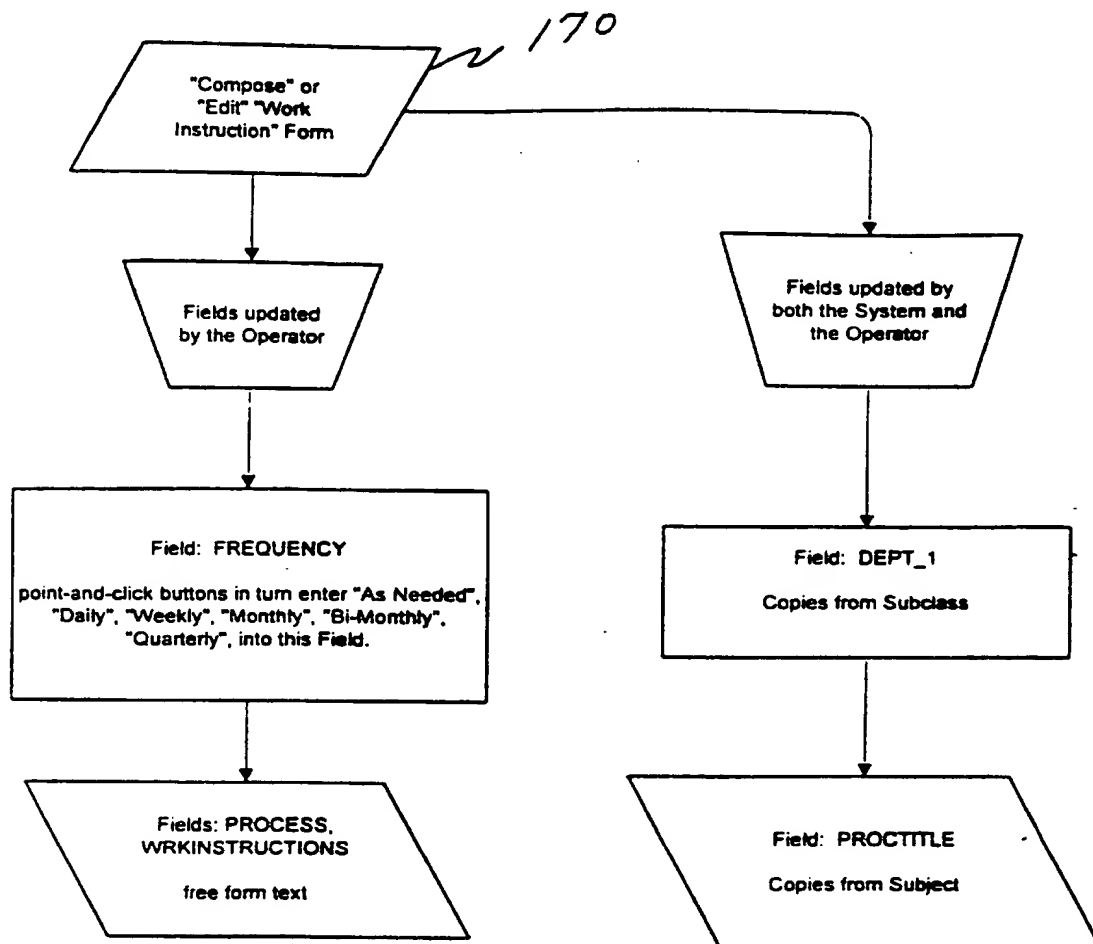 170
"Compose" or
"Edit" "Work
Instruction" Form
Fields updated
by the Operator
Fields updated by
both the System and
the Operator
Field: FREQUENCY
point-and-click buttons in turn enter "As Needed",
"Daily", "Weekly", "Monthly", "Bi-Monthly",
"Quarterly", into this Field.
Field: DEPT_1
Copies from Subclass
Fields: PROCESS,
WRKINSTRUCTIONS
free form text
Field: PROCTITLE
Copies from Subject